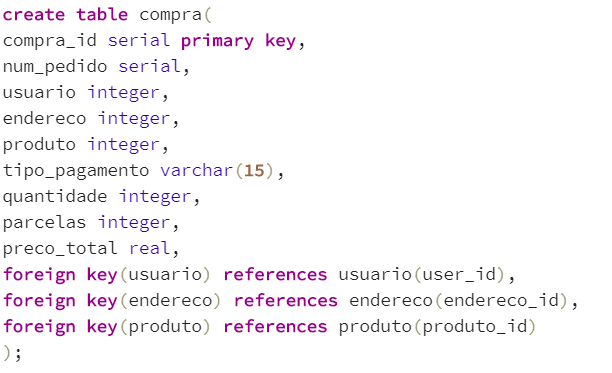 create table compra(
compra_id serial primary key,
num_pedido serial,
usuario integer,
endereco integer,
produto integer,
tipo_pagamento varchar(15),
quantidade integer,
parcelas integer,
preco_total real,
foreign key(usuario) references usuario(user_id),
foreign key(endereco) references endereco(endereco_id),
foreign key(produto) references produto(produto_id)
);